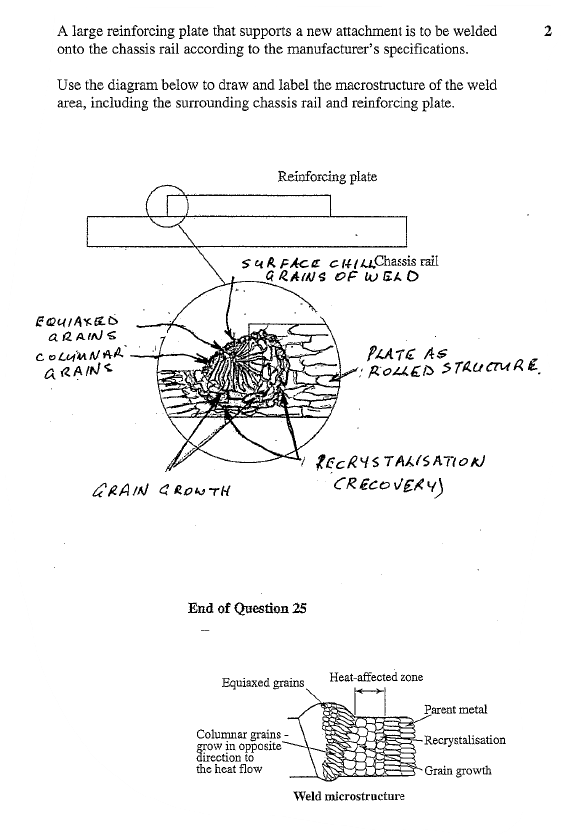 A large reinforcing plate that supports a new attachment is to be welded 2
onto the chassis rail according to the manufacturer's specifications.
Use the diagram below to draw and label the macrostructure of the weld
area, including the surrounding chassis rail and reinforcing plate.
Reinforcing plate
SURFACE CHILL Chassis rail
GRAINS OF WELD
EQUIAXED
GRAINS
COLUMNAR
GRAINS
PLATE AS
ROLLED STRUCTURE.
RECRYSTALISATION
(RECOVERY)
GRAIN GROWTH
End of Question 25
Equiaxed grains
Heat-affected zone
Parent metal
Columnar grains -
grow in opposite
direction to
the heat flow
Recrystalisation
Grain growth
Weld microstructure